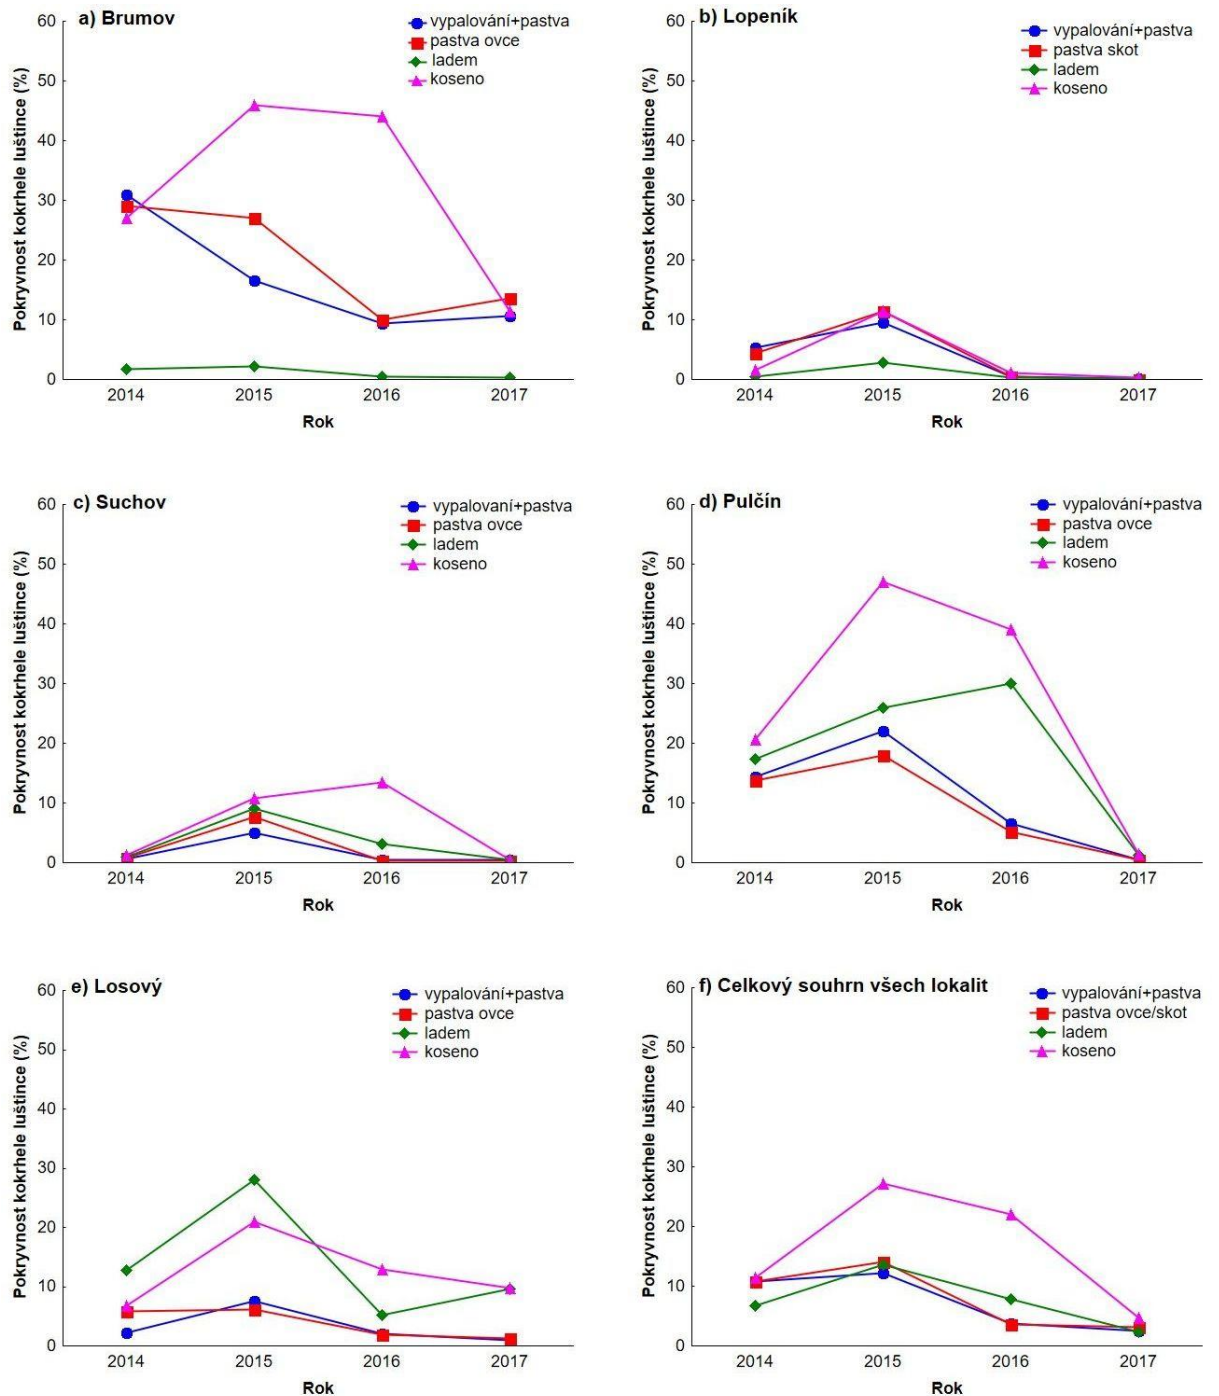 a) Brumov
vypalování+pastva
pastva ovce
ladem
koseno
Pokryvnost kokrhele luštince (%)
60
50
40
30
20
10
0
2014 2015 2016 2017
Rok
b) Lopeník
vypalování+pastva
pastva skot
ladem
koseno
Pokryvnost kokrhele luštince (%)
60
50
40
30
20
10
0
2014 2015 2016 2017
Rok
c) Suchov
vypalovaní+pastva
pastva ovce
ladem
koseno
Pokryvnost kokrhele luštince (%)
60
50
40
30
20
10
0
2014 2015 2016 2017
Rok
d) Pulčín
vypalování+pastva
pastva ovce
ladem
koseno
Pokryvnost kokrhele luštince (%)
60
50
40
30
20
10
0
2014 2015 2016 2017
Rok
e) Losový
vypalování+pastva
pastva ovce
ladem
koseno
Pokryvnost kokrhele luštince (%)
60
50
40
30
20
10
0
2014 2015 2016 2017
Rok
f) Celkový souhrn všech lokalit
vypalování+pastva
pastva ovce/skot
ladem
koseno
Pokryvnost kokrhele luštince (%)
60
50
40
30
20
10
0
2014 2015 2016 2017
Rok